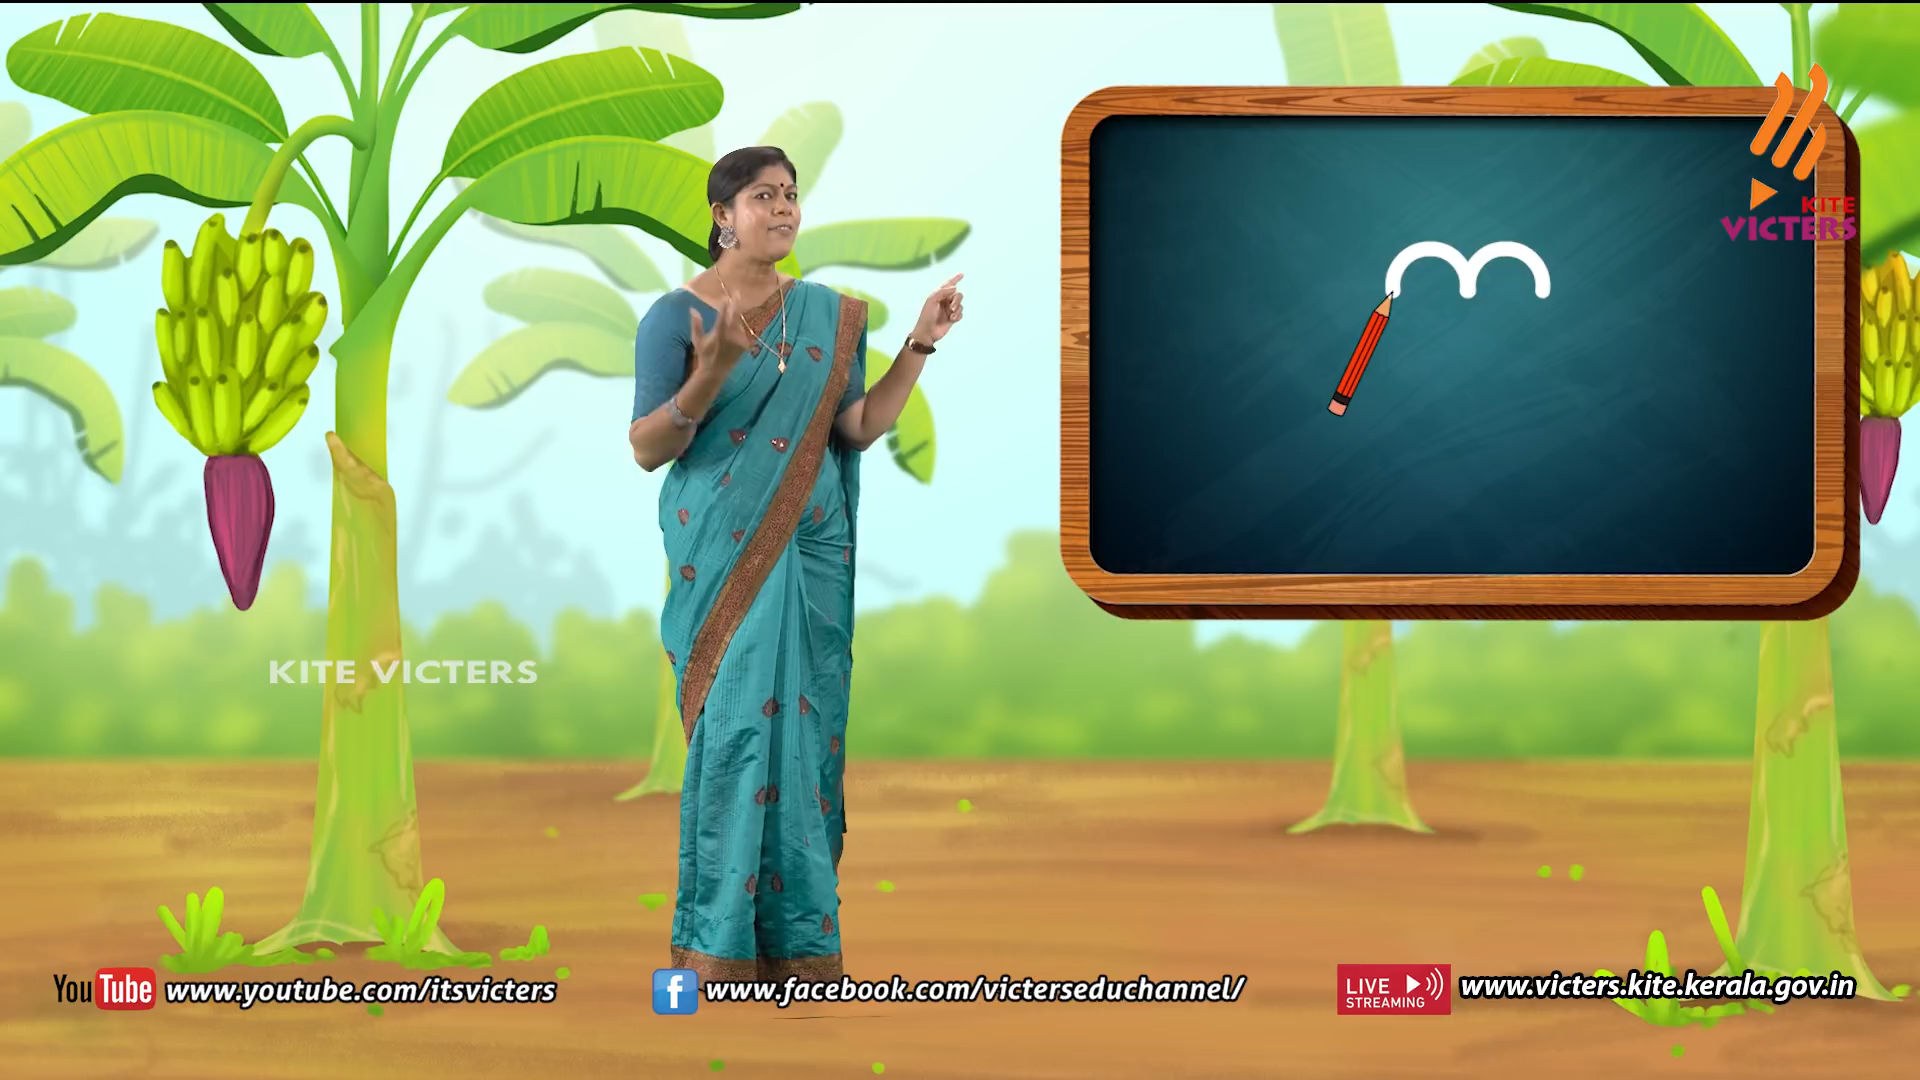 KITE
VICTERS
ന
KITE VICTERS
YouTube www.youtube.com/itsvicters
f www.facebook.com/victerseduchannel/
LIVE STREAMING www.victers.kite.kerala.gov.in